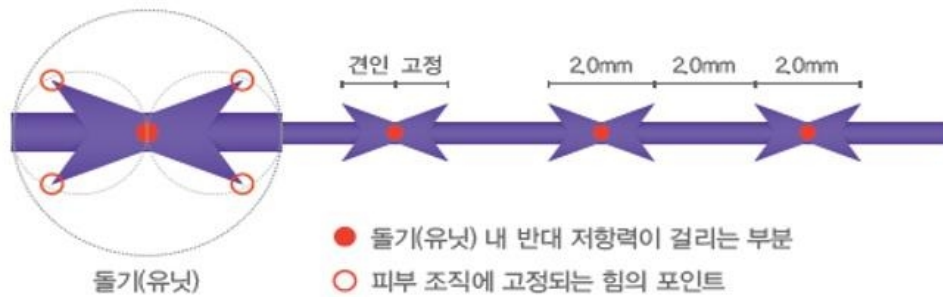 견인 고정
2.0mm 2.0mm 2.0mm
돌기(유닛) 내 반대 저항력이 걸리는 부분
피부 조직에 고정되는 힘의 포인트
돌기(유닛)